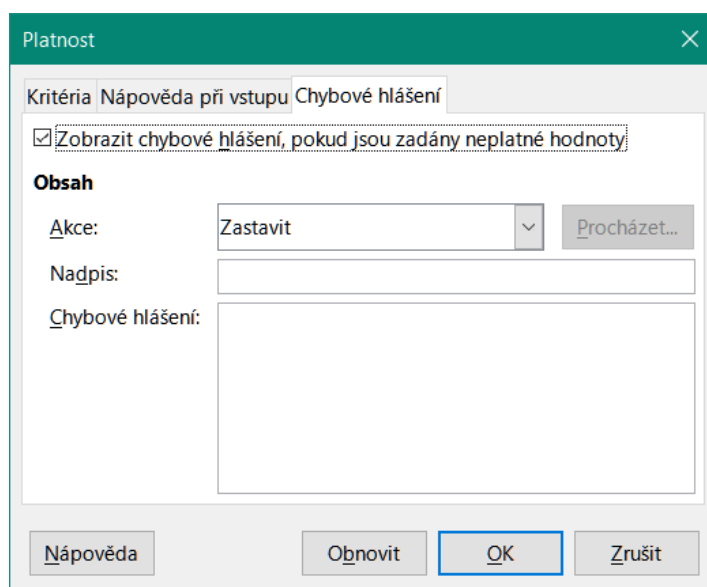 Platnost
Kritéria Nápověda při vstupu Chybové hlášení
Zobrazit chybové hlášení, pokud jsou zadány neplatné hodnoty
Obsah
Akce: Zastavit Procházet...
Nadpis:
Chybové hlášení:
Nápověda Obnovit OK Zrušit